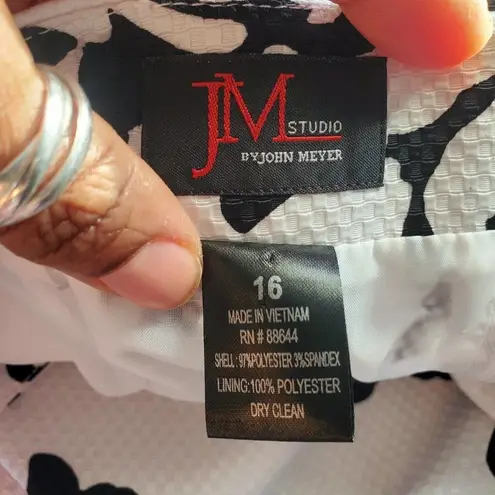 JM STUDIO
BY JOHN MEYER
16
MADE IN VIETNAM
RN # 88644
SHELL : 97%POLYESTER 3%SPANDEX
LINING:100% POLYESTER
DRY CLEAN